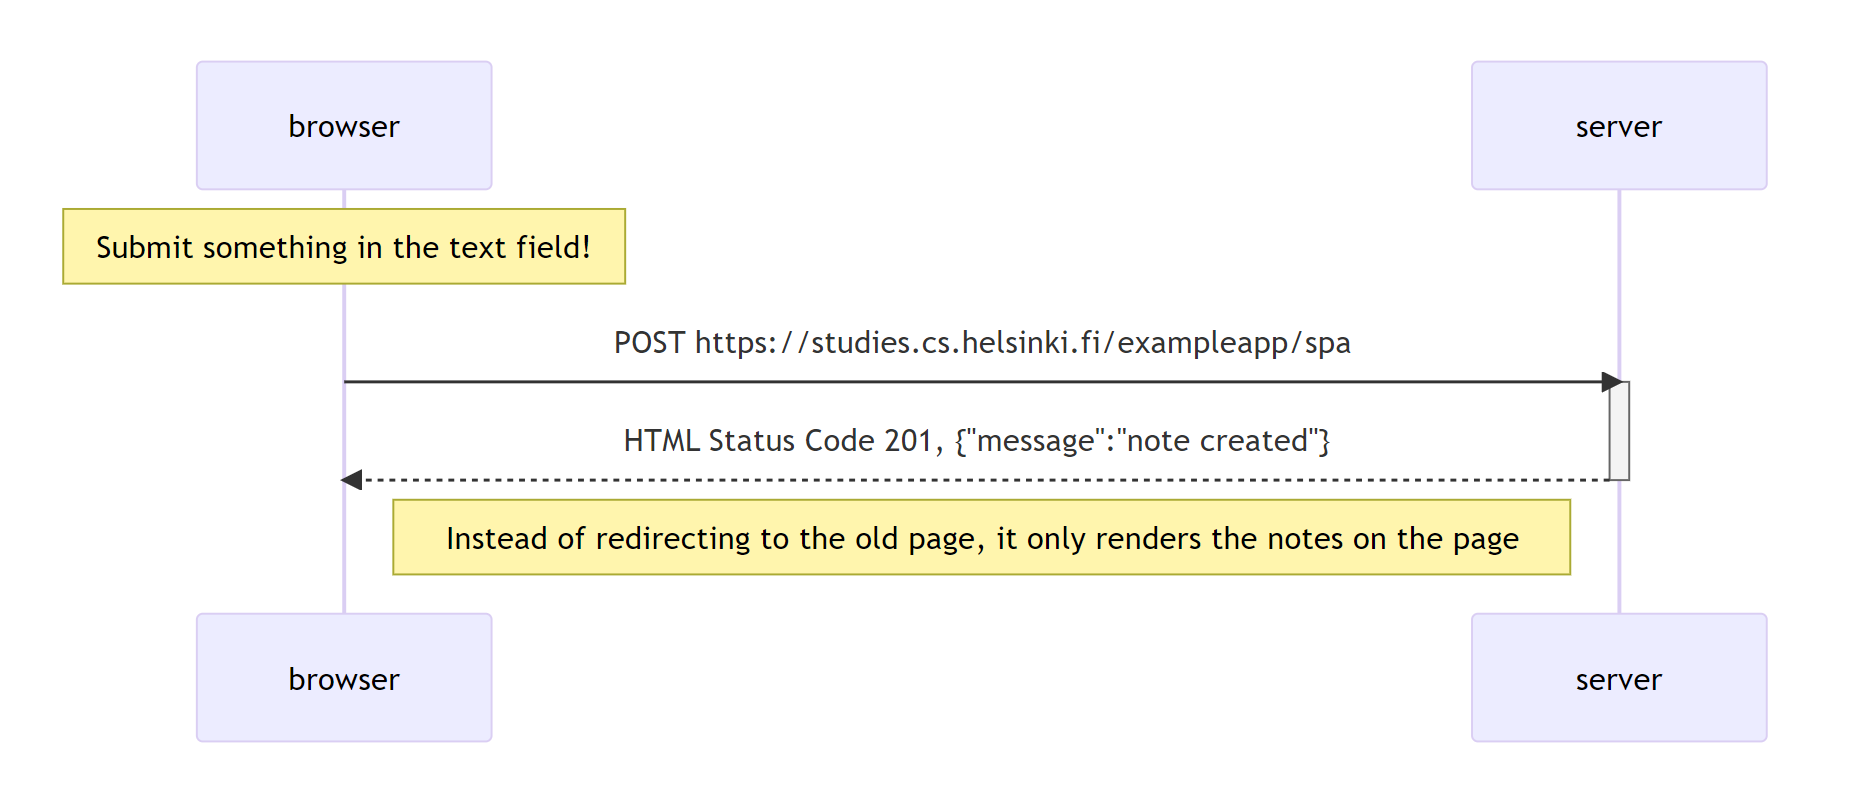 browser
server
Submit something in the text field!
POST https://studies.cs.helsinki.fi/exampleapp/spa
HTML Status Code 201, {"message":"note created"}
Instead of redirecting to the old page, it only renders the notes on the page
browser
server